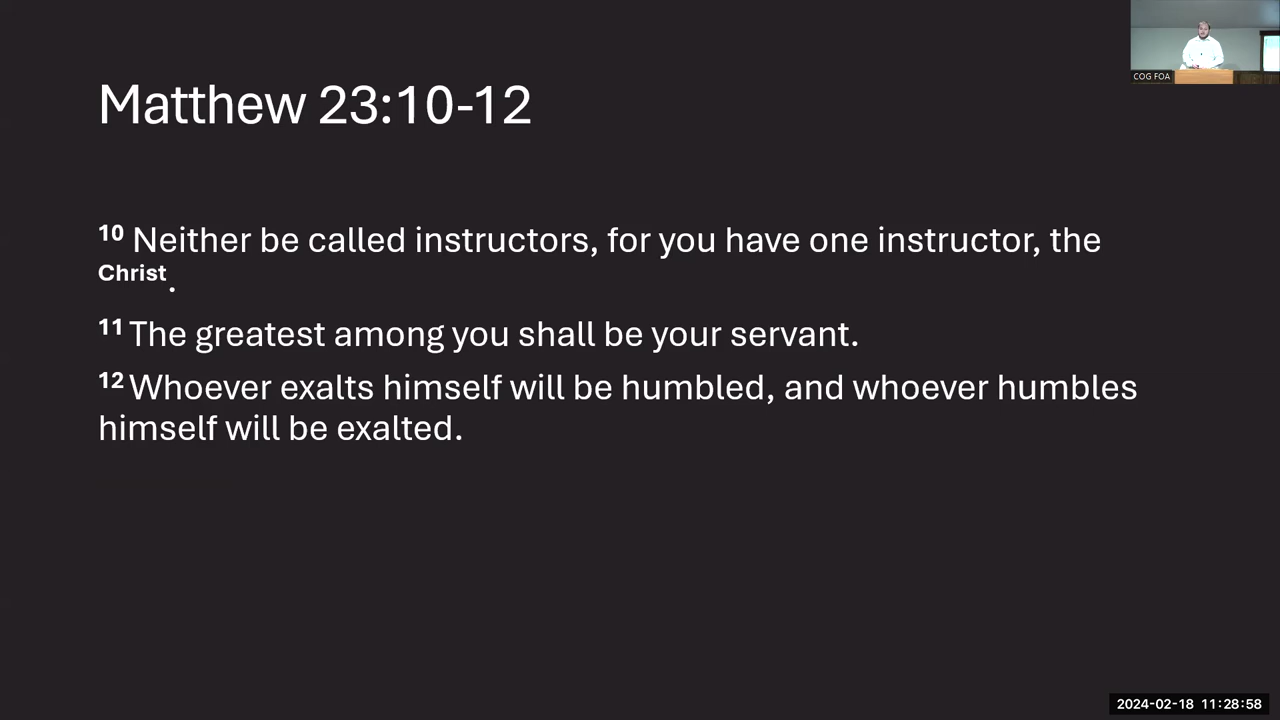 COG FOA
Matthew 23:10-12
10 Neither be called instructors, for you have one instructor, the
Christ.
11 The greatest among you shall be your servant.
12 Whoever exalts himself will be humbled, and whoever humbles
himself will be exalted.
2024-02-18 11:28:58